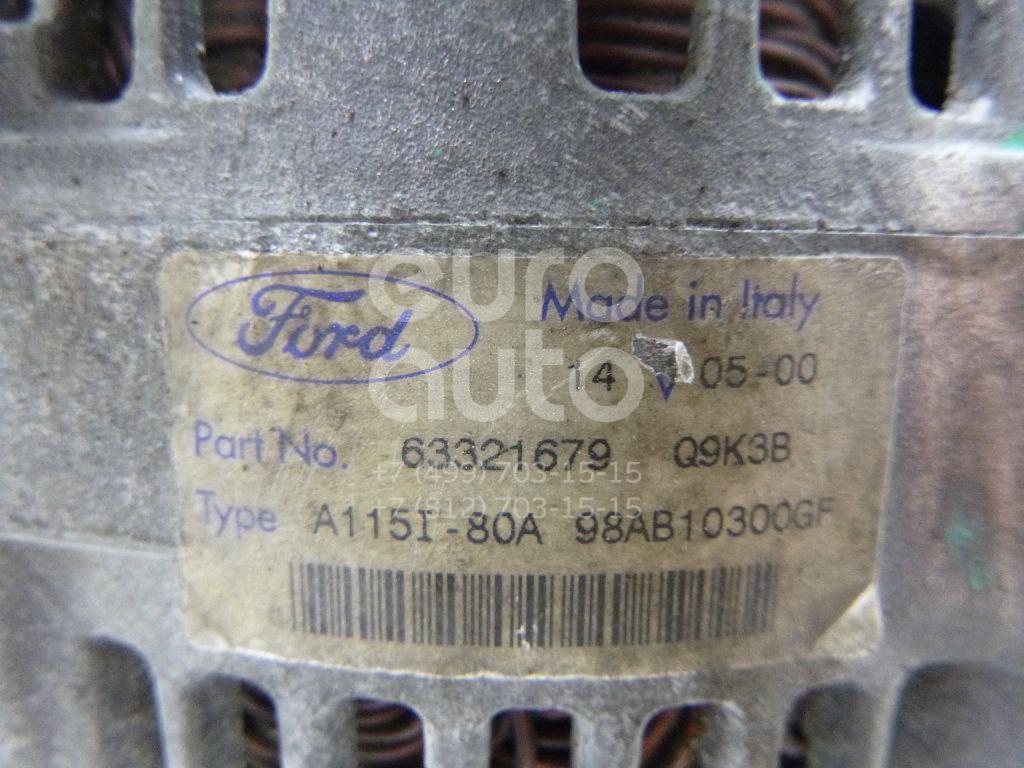 Ford
Made in Italy
14 V 05-00
Part No. 63321679 Q9K3B
Type A115I-80A 98AB10300GF
euro
auto
+7 (499) 703-15-15
+7 (812) 703-15-15